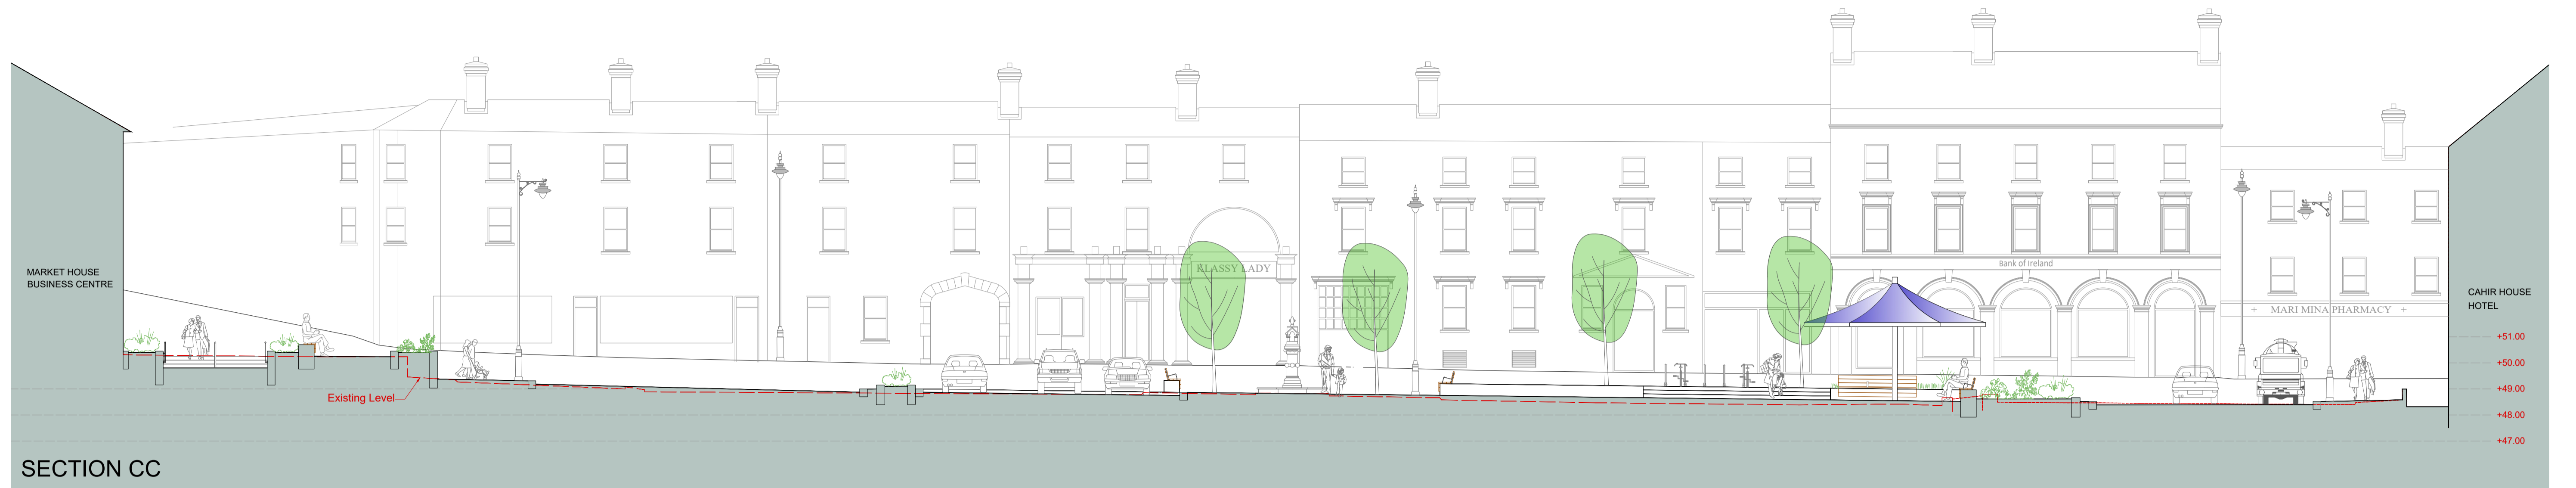 MARKET HOUSE
BUSINESS CENTRE
KLASSY LADY
Bank of Ireland
+ MARI MINA PHARMACY +
CAHIR HOUSE
HOTEL
+51.00
+50.00
+49.00
+48.00
+47.00
Existing Level
SECTION CC